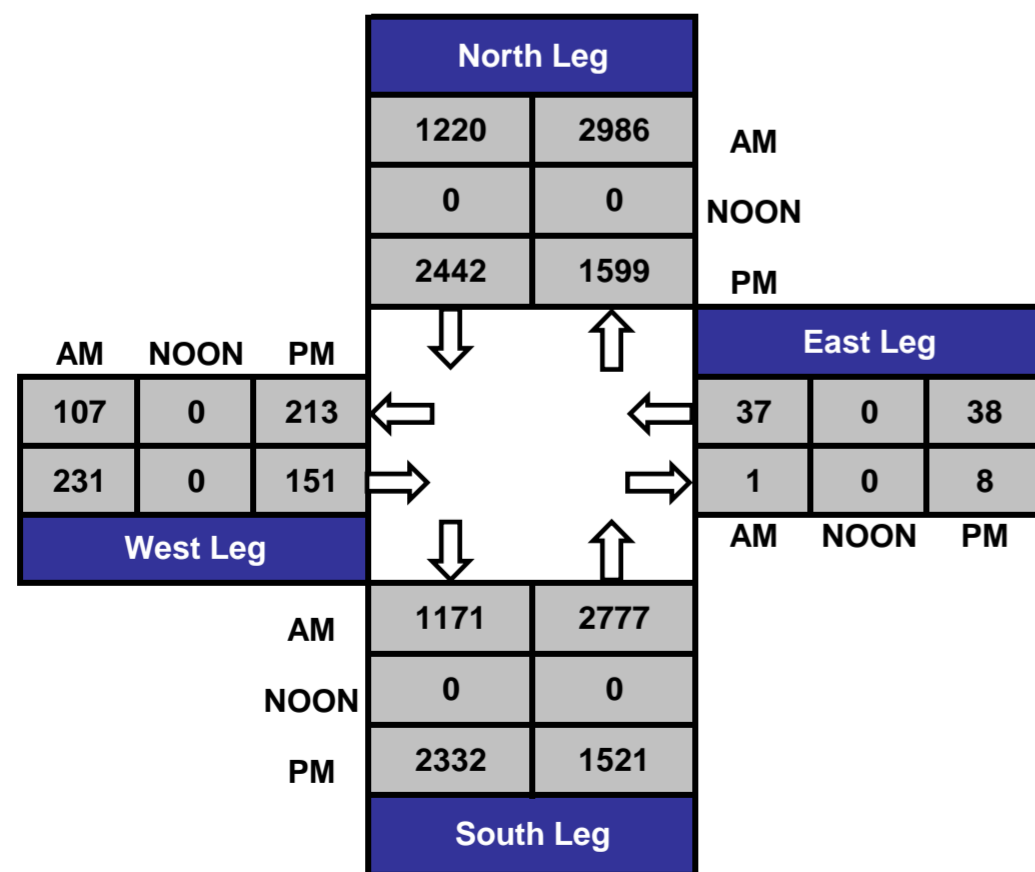 North Leg
1220 2986 AM
0 0 NOON
2442 1599 PM
East Leg
AM NOON PM
107 0 213 37 0 38
231 0 151 1 0 8
West Leg AM NOON PM
AM 1171 2777
NOON 0 0
PM 2332 1521
South Leg